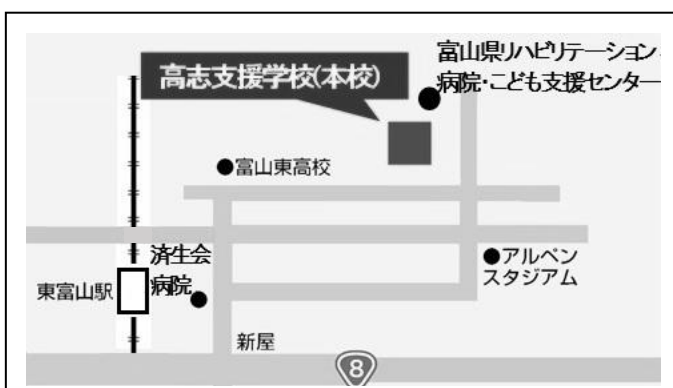 富山県リハビリテーション
病院・こども支援センター
高志支援学校(本校)
富山東高校
済生会
病院
アルペン
スタジアム
東富山駅
新屋
8